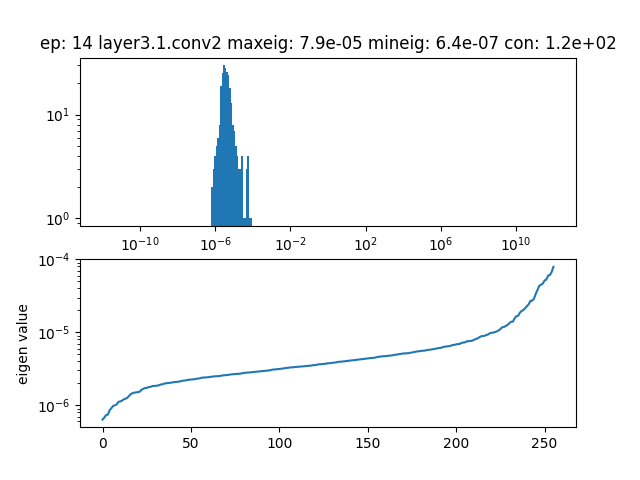 ep: 14 layer3.1.conv2 maxeig: 7.9e-05 mineig: 6.4e-07 con: 1.2e+02
10¹
10⁰
10⁻¹⁰ 10⁻⁶ 10⁻² 10² 10⁶ 10¹⁰
10⁻⁴
10⁻⁵
10⁻⁶
eigen value
0 50 100 150 200 250